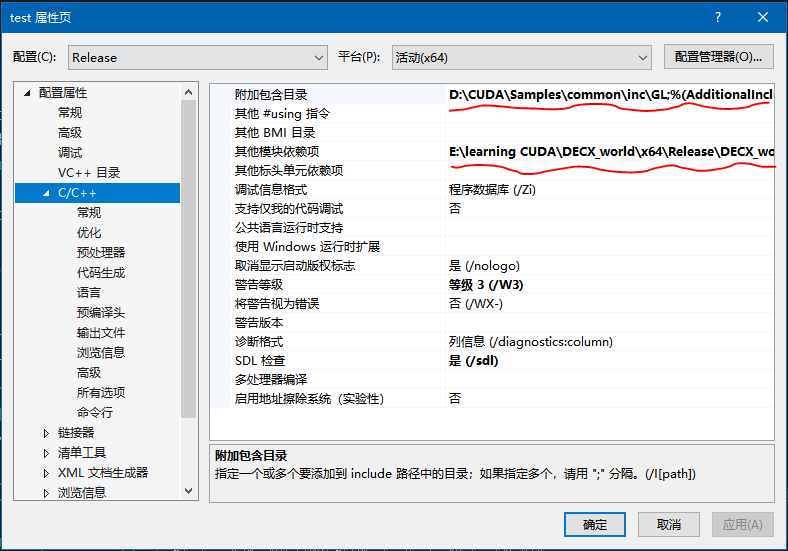 test 属性页
配置(C):
Release
平台(P):
活动(x64)
配置管理器(O)...
配置属性
常规
高级
调试
VC++ 目录
C/C++
常规
优化
预处理器
代码生成
语言
预编译头
输出文件
浏览信息
高级
所有选项
命令行
链接器
清单工具
XML 文档生成器
浏览信息
附加包含目录 D:\CUDA\Samples\common\inc\GL;%(AdditionalIncl
其他 #using 指令
其他 BMI 目录
其他模块依赖项 E:\learning CUDA\DECX_world\x64\Release\DECX_wo
其他标头单元依赖项
调试信息格式 程序数据库 (/Zi)
支持仅我的代码调试 否
公共语言运行时支持
使用 Windows 运行时扩展
取消显示启动版权标志 是 (/nologo)
警告等级 等级 3 (/W3)
将警告视为错误 否 (/WX-)
警告版本
诊断格式 列信息 (/diagnostics:column)
SDL 检查 是 (/sdl)
多处理器编译
启用地址擦除系统（实验性） 否
附加包含目录
指定一个或多个要添加到 include 路径中的目录；如果指定多个，请用 ";" 分隔。(/I[path])
确定
取消
应用(A)